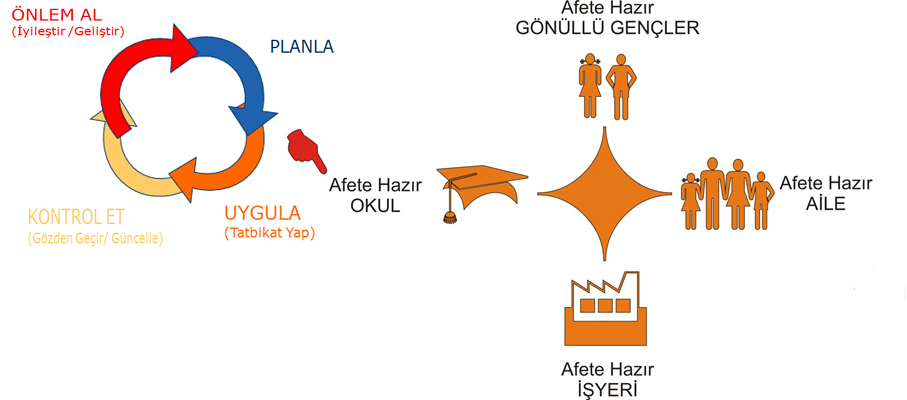 ÖNLEM AL
(İyileştir /Geliştir)
PLANLA
UYGULA
(Tatbikat Yap)
KONTROL ET
(Gözden Geçir/ Güncelle)
Afete Hazır
GÖNÜLLÜ GENÇLER
Afete Hazır
OKUL
Afete Hazır
AİLE
Afete Hazır
İŞYERİ